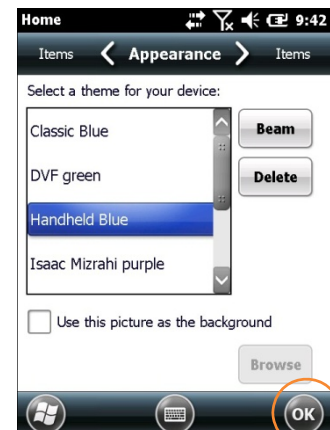 Home 9:42
Items Appearance Items
Select a theme for your device:
Classic Blue Beam
DVF green Delete
Handheld Blue
Isaac Mizrahi purple
Use this picture as the background
Browse
OK